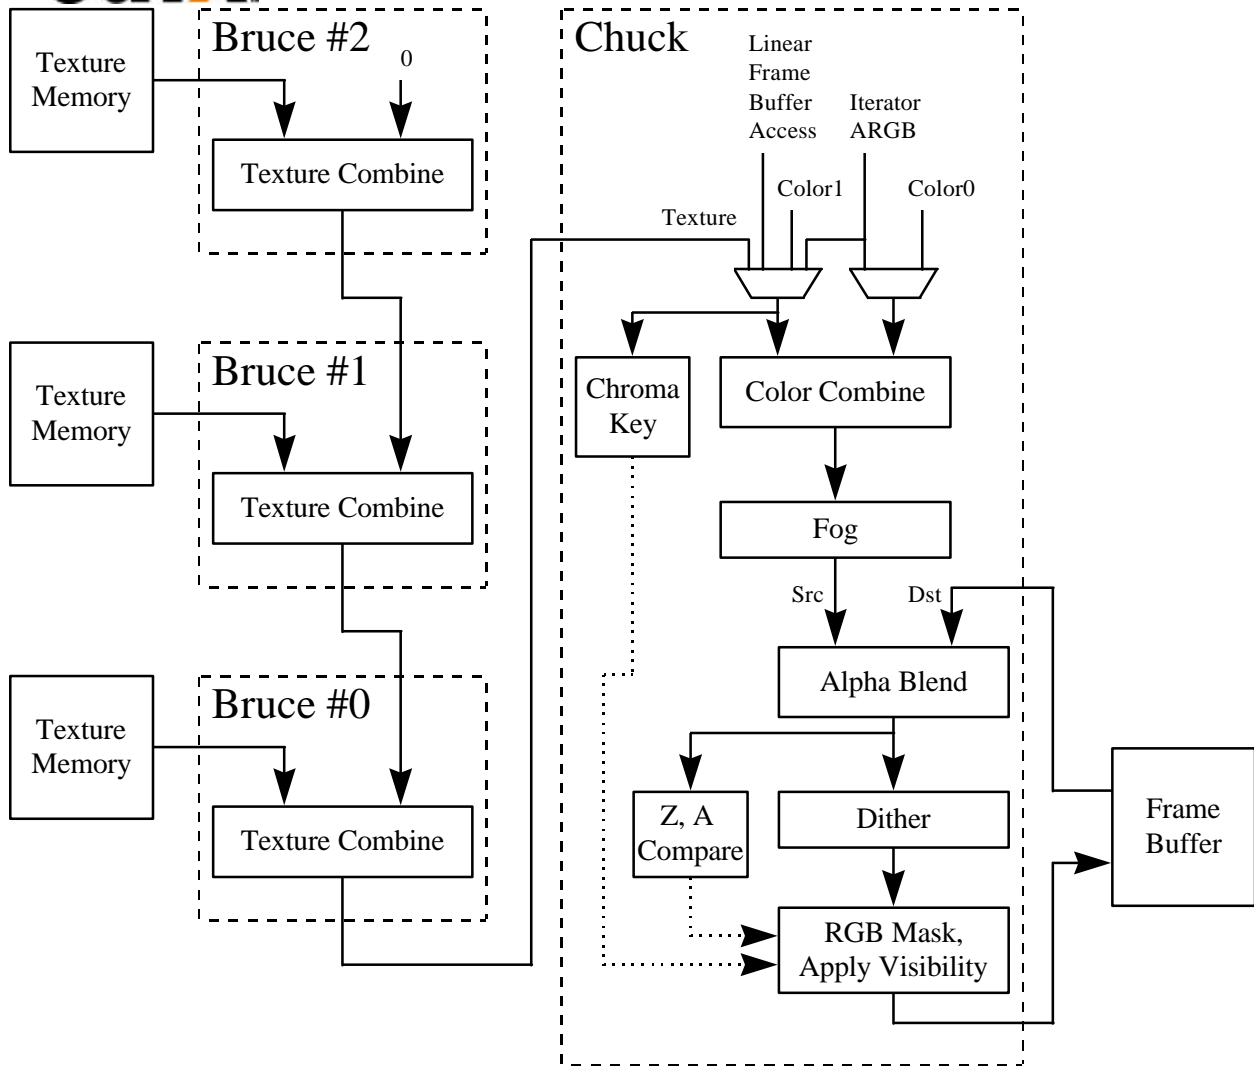 Bruce #2
Chuck
Texture
Memory
0
Texture Combine
Linear
Frame
Buffer
Access
Iterator
ARGB
Color1
Color0
Texture
Bruce #1
Texture
Memory
Texture Combine
Chroma
Key
Color Combine
Fog
Src
Dst
Bruce #0
Texture
Memory
Texture Combine
Alpha Blend
Z, A
Compare
Dither
Frame
Buffer
RGB Mask,
Apply Visibility